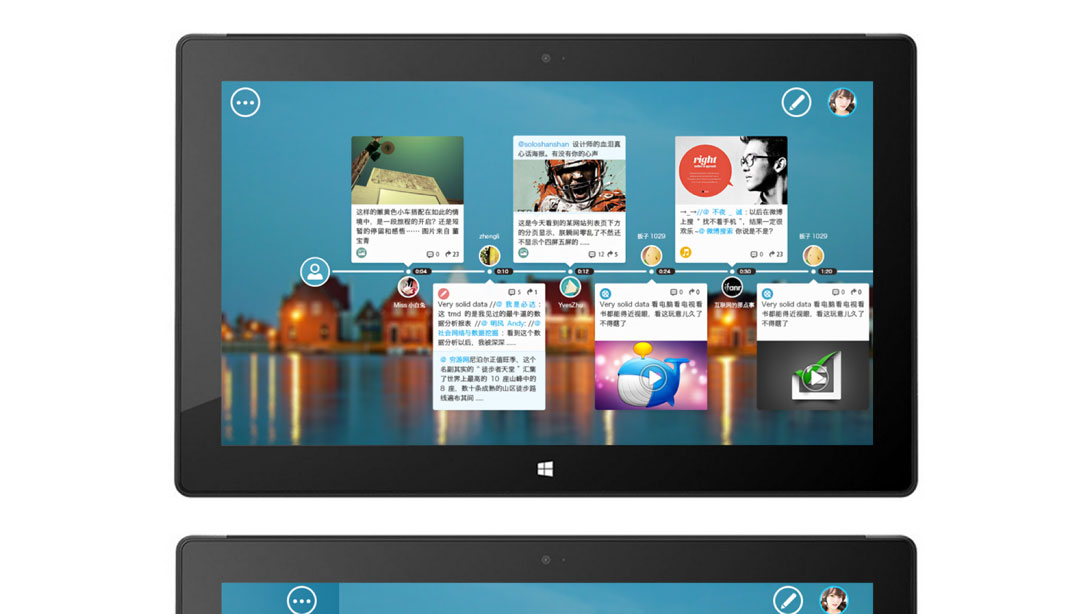 @soloshanshan 设计师的血泪真
心话海报。有没有你的心声
right
这样的雏黄色小车搭配在如此的情
境中,是一段旅程的开启?还是短
暂的停留和感悟…… 图片来自 董
宝青
0 23
这是今天看到的某网站列表页下方
的分页显示,朕瞬间零乱了不然还
不显示个四屏五屏的 .....
12 5
→_→//@ 不夜 _ 诚 :以后在微博
上搜“ 找不着手机 ”,结果一定很
欢乐 ~@ 微博搜索 你说是不是?
0 23
zhengli
板子 1029
板子 1029
0:04
0:10
0:12
0:24
0:50
1:20
Miss 小白兔
YvesZhu
ifanr
互联网的那点事
5 1
Very solid data //@ 我是必达 :
这 tmd 的是我见过的最牛逼的数
据分析报表 //@ 明风 Andy: //@
社会网络与数据挖掘 :看到这个数
据分析以后,我被深深 .....
@ 穷游网尼泊尔正值旺季,这个
名副其实的“ 徒步者天堂 ”汇集
了世界上最高的 10 座山峰中的
8 座,数十条成熟的山区徒步路
线遍布其间 ....
0 0
Very solid data 看电脑看电视看
书都能得近视眼,看这玩意儿久了
不得瞎了
0 0
Very solid data 看电脑看电视看
书都能得近视眼,看这玩意儿久了
不得瞎了